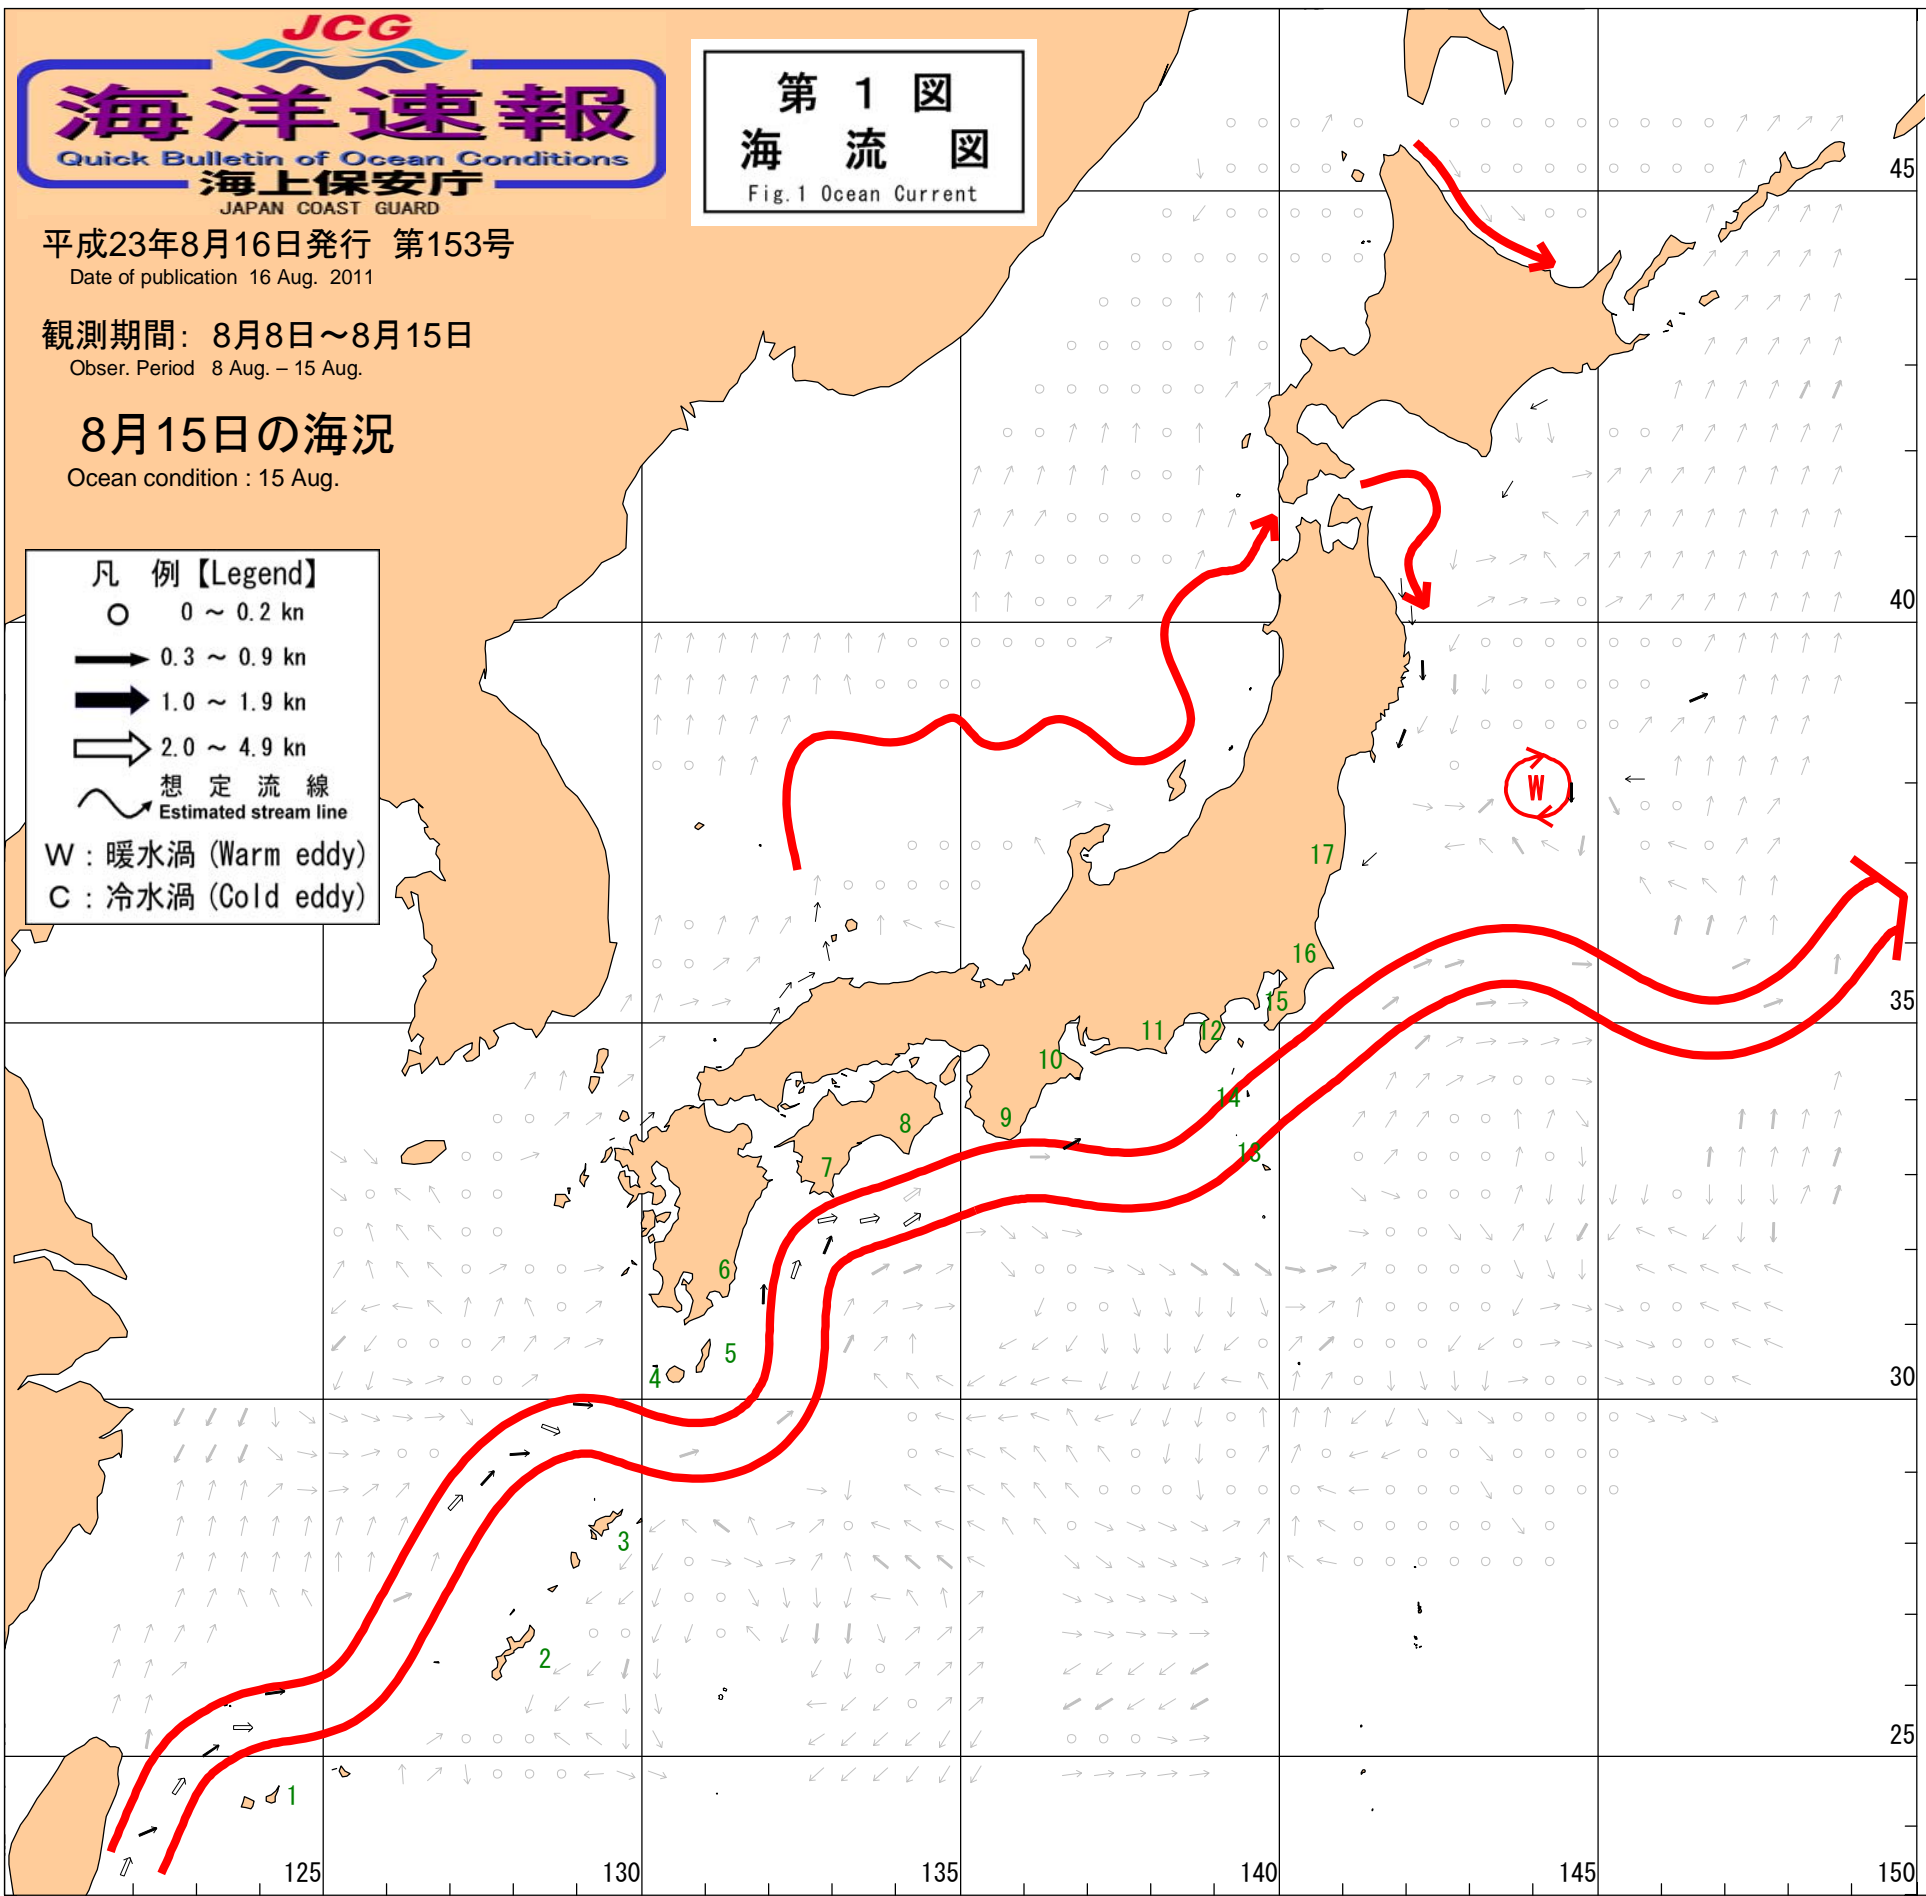 JCG
海洋速報
Quick Bulletin of Ocean Conditions
海上保安庁
JAPAN COAST GUARD
第 1 図
海 流 図
Fig.1 Ocean Current
平成23年8月16日発行 第153号
Date of publication 16 Aug. 2011
観測期間: 8月8日～8月15日
Obser. Period 8 Aug. – 15 Aug.
8月15日の海況
Ocean condition : 15 Aug.
凡 例【Legend】
0 ～ 0.2 kn
0.3 ～ 0.9 kn
1.0 ～ 1.9 kn
2.0 ～ 4.9 kn
想 定 流 線
Estimated stream line
W : 暖水渦 (Warm eddy)
C : 冷水渦 (Cold eddy)
45
40
W
17
16
35
15
12
11
10
14
9
8
13
7
6
5
4
30
3
2
25
1
125
130
135
140
145
150